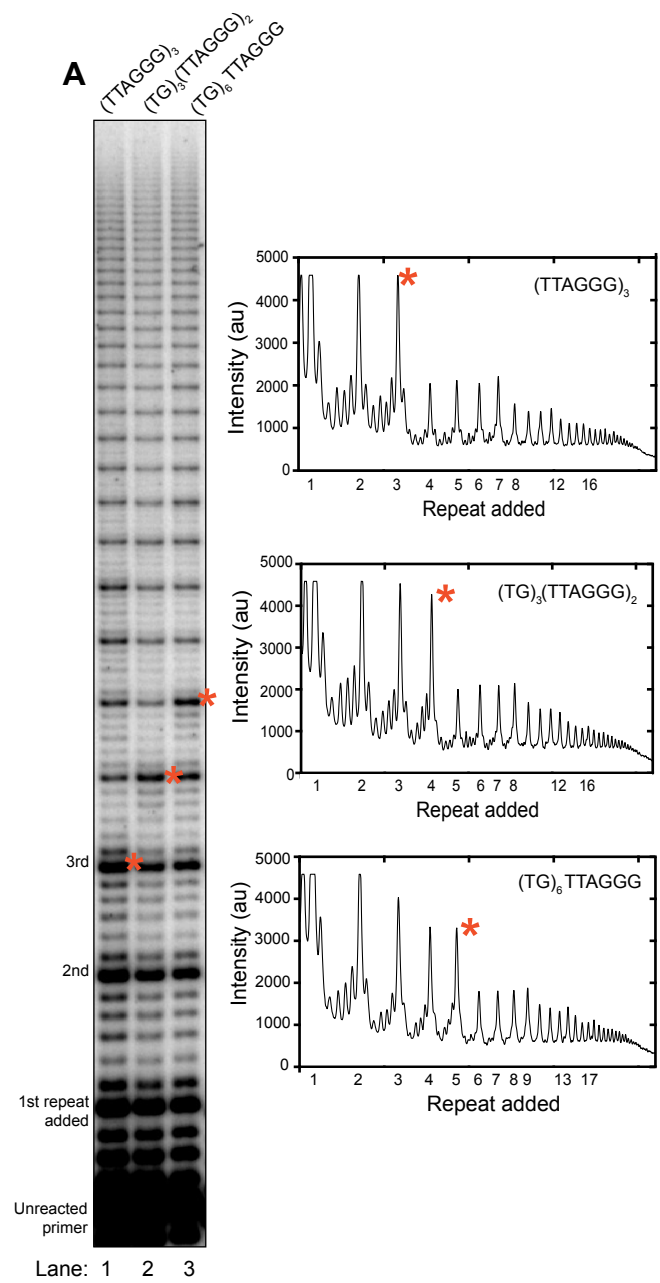 A
(TTAGGG)₃
(TG)₃(TTAGGG)₂
(TG)₆ TTAGGG
3rd
2nd
1st repeat
added
Unreacted
primer
Lane: 1 2 3
*
*
*
5000
4000
3000
2000
1000
0
Intensity (au)
(TTAGGG)₃
*
1 2 3 4 5 6 7 8 12 16
Repeat added
5000
4000
3000
2000
1000
0
Intensity (au)
(TG)₃(TTAGGG)₂
*
1 2 3 4 5 6 7 8 12 16
Repeat added
5000
4000
3000
2000
1000
0
Intensity (au)
(TG)₆ TTAGGG
*
1 2 3 4 5 6 7 8 9 13 17
Repeat added